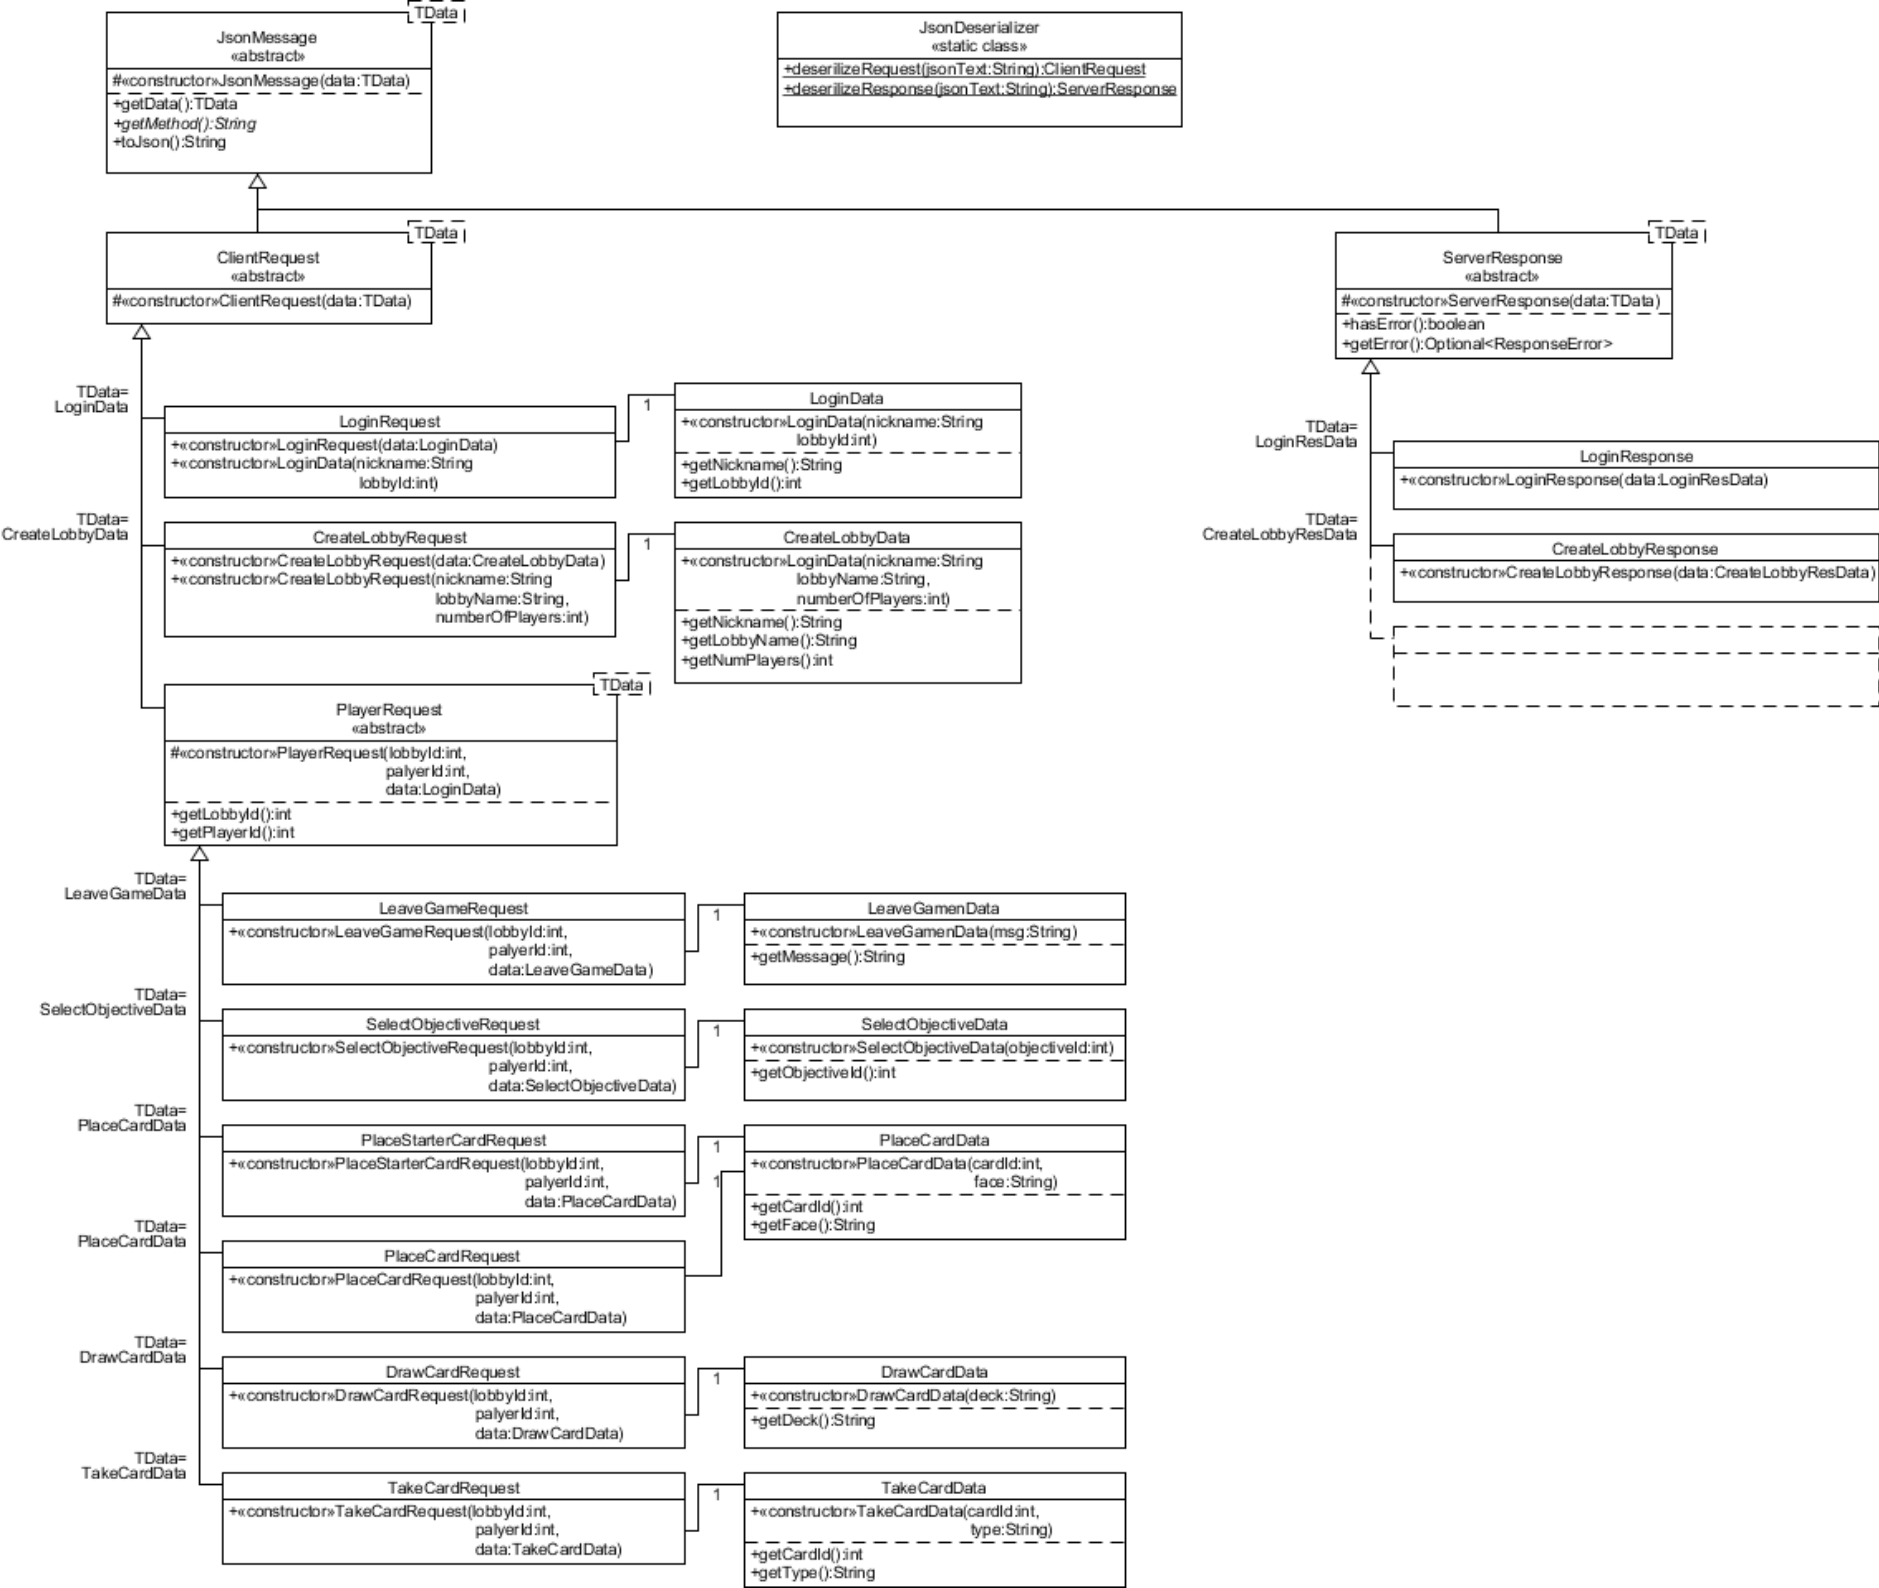 TData
JsonMessage
«abstract»
#«constructor»JsonMessage(data:TData)
+getData():TData
+getMethod():String
+toJson():String
JsonDeserializer
«static class»
+deserilizeRequest(jsonText:String):ClientRequest
+deserilizeResponse(jsonText:String):ServerResponse
TData
ClientRequest
«abstract»
#«constructor»ClientRequest(data:TData)
TData
ServerResponse
«abstract»
#«constructor»ServerResponse(data:TData)
+hasError():boolean
+getError():Optional<ResponseError>
TData=
LoginData
LoginRequest
+«constructor»LoginRequest(data:LoginData)
+«constructor»LoginData(nickname:String
lobbyId:int)
1
LoginData
+«constructor»LoginData(nickname:String
lobbyId:int)
+getNickname():String
+getLobbyId():int
TData=
LoginResData
LoginResponse
+«constructor»LoginResponse(data:LoginResData)
TData=
CreateLobbyData
CreateLobbyRequest
+«constructor»CreateLobbyRequest(data:CreateLobbyData)
+«constructor»CreateLobbyRequest(nickname:String
lobbyName:String,
numberOfPlayers:int)
1
CreateLobbyData
+«constructor»LoginData(nickname:String
lobbyName:String,
numberOfPlayers:int)
+getNickname():String
+getLobbyName():String
+getNumPlayers():int
TData=
CreateLobbyResData
CreateLobbyResponse
+«constructor»CreateLobbyResponse(data:CreateLobbyResData)
TData
PlayerRequest
«abstract»
#«constructor»PlayerRequest(lobbyId:int,
palyerId:int,
data:LoginData)
+getLobbyId():int
+getPlayerId():int
TData=
LeaveGameData
LeaveGameRequest
+«constructor»LeaveGameRequest(lobbyId:int,
palyerId:int,
data:LeaveGameData)
1
LeaveGamenData
+«constructor»LeaveGamenData(msg:String)
+getMessage():String
TData=
SelectObjectiveData
SelectObjectiveRequest
+«constructor»SelectObjectiveRequest(lobbyId:int,
palyerId:int,
data:SelectObjectiveData)
1
SelectObjectiveData
+«constructor»SelectObjectiveData(objectiveId:int)
+getObjectiveId():int
TData=
PlaceCardData
PlaceStarterCardRequest
+«constructor»PlaceStarterCardRequest(lobbyId:int,
palyerId:int,
data:PlaceCardData)
1
1
PlaceCardData
+«constructor»PlaceCardData(cardId:int,
face:String)
+getCardId():int
+getFace():String
TData=
PlaceCardData
PlaceCardRequest
+«constructor»PlaceCardRequest(lobbyId:int,
palyerId:int,
data:PlaceCardData)
TData=
DrawCardData
DrawCardRequest
+«constructor»DrawCardRequest(lobbyId:int,
palyerId:int,
data:DrawCardData)
1
DrawCardData
+«constructor»DrawCardData(deck:String)
+getDeck():String
TData=
TakeCardData
TakeCardRequest
+«constructor»TakeCardRequest(lobbyId:int,
palyerId:int,
data:TakeCardData)
1
TakeCardData
+«constructor»TakeCardData(cardId:int,
type:String)
+getCardId():int
+getType():String